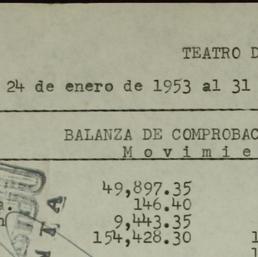 TEATRO D
24 de enero de 1953 al 31
BALANZA DE COMPROBAC
M o v i m i e
49,897.35
146.40
9,443.35
154,428.30